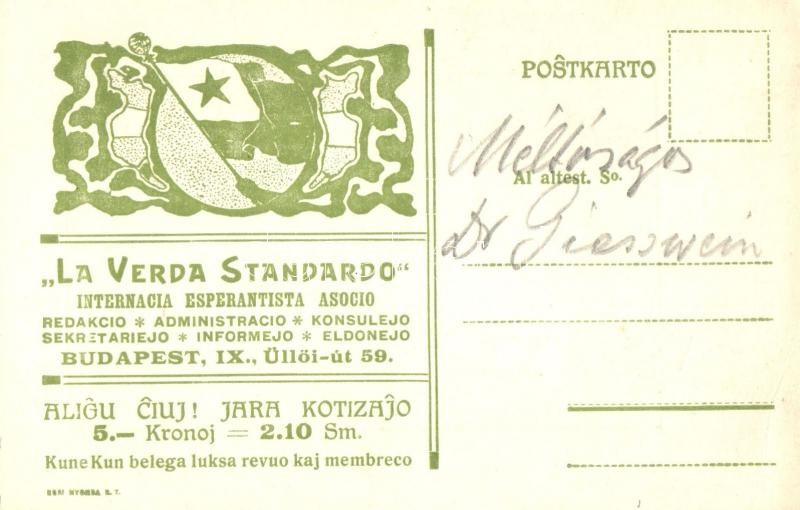 „LA VERDA STANDARDO“
INTERNACIA ESPERANTISTA ASOCIO
REDAKCIO * ADMINISTRACIO * KONSULEJO
SEKRETARIEJO * INFORMEJO * ELDONEJO
BUDAPEST, IX., Üllöi-út 59.
ALIĜU ĈIUJ! JARA KOTIZAĴO
5.— Kronoj = 2.10 Sm.
Kune Kun belega luksa revuo kaj membreco
POŜTKARTO
Méltóságos
Al altest. So.
Dr Giesswein